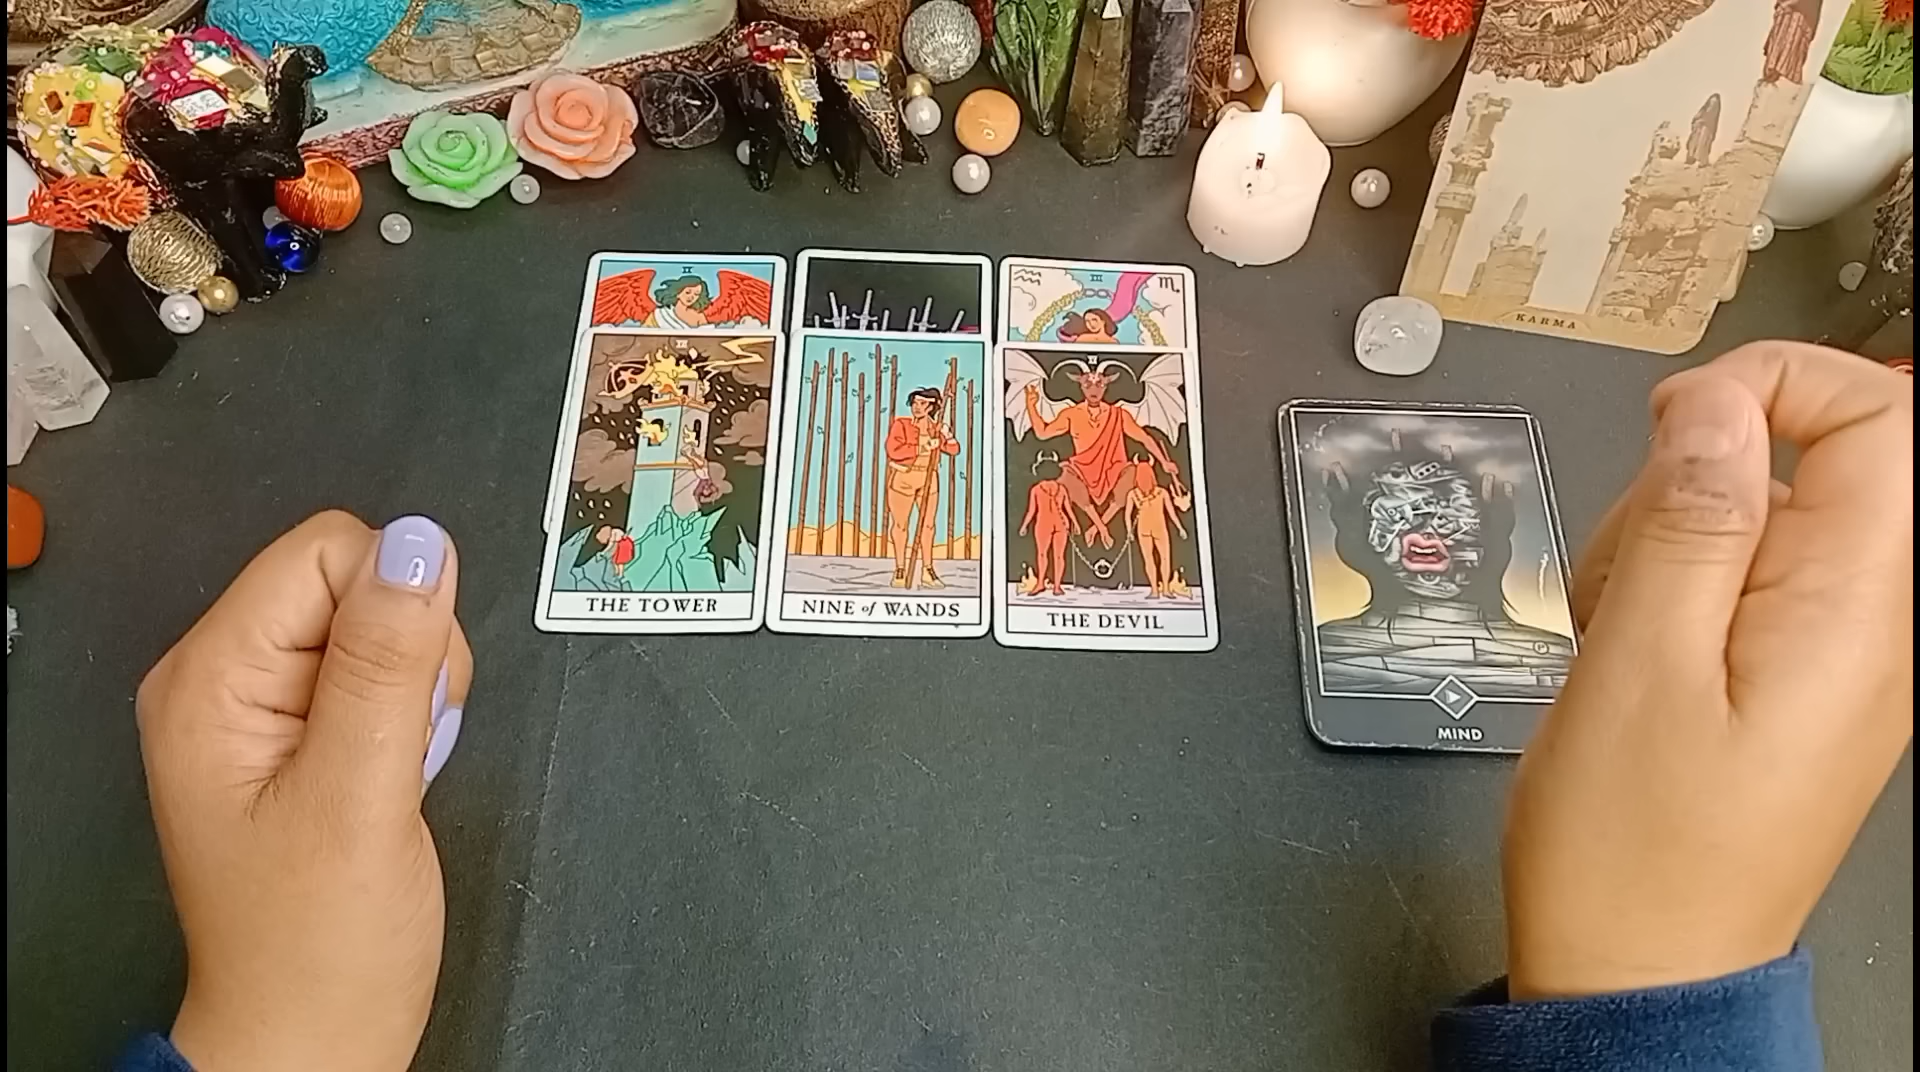 KARMA
THE TOWER
NINE of WANDS
THE DEVIL
MIND